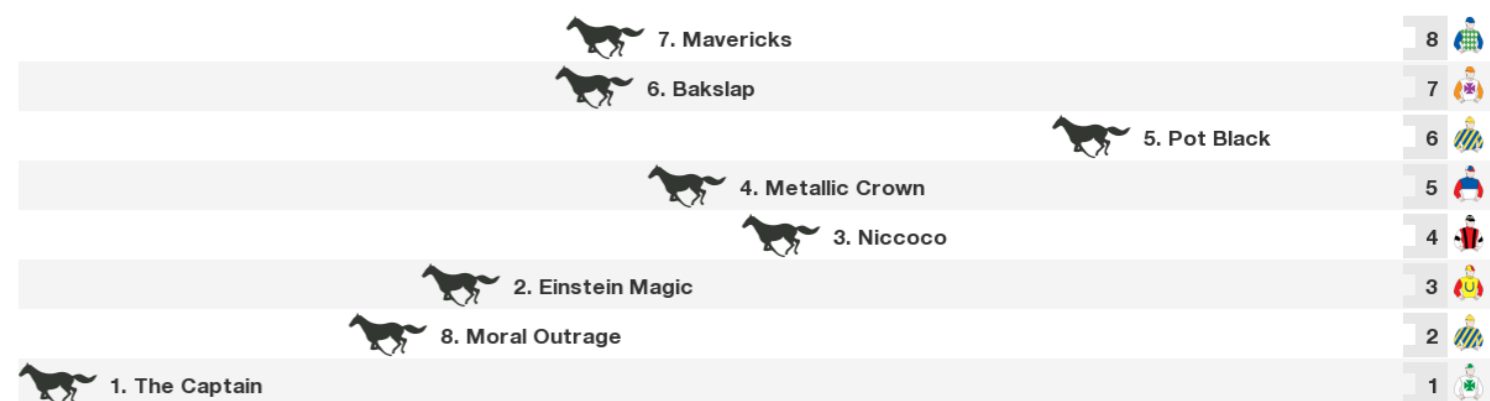 7. Mavericks 8
6. Bakslap 7
5. Pot Black 6
4. Metallic Crown 5
3. Niccoco 4
2. Einstein Magic 3
8. Moral Outrage 2
1. The Captain 1